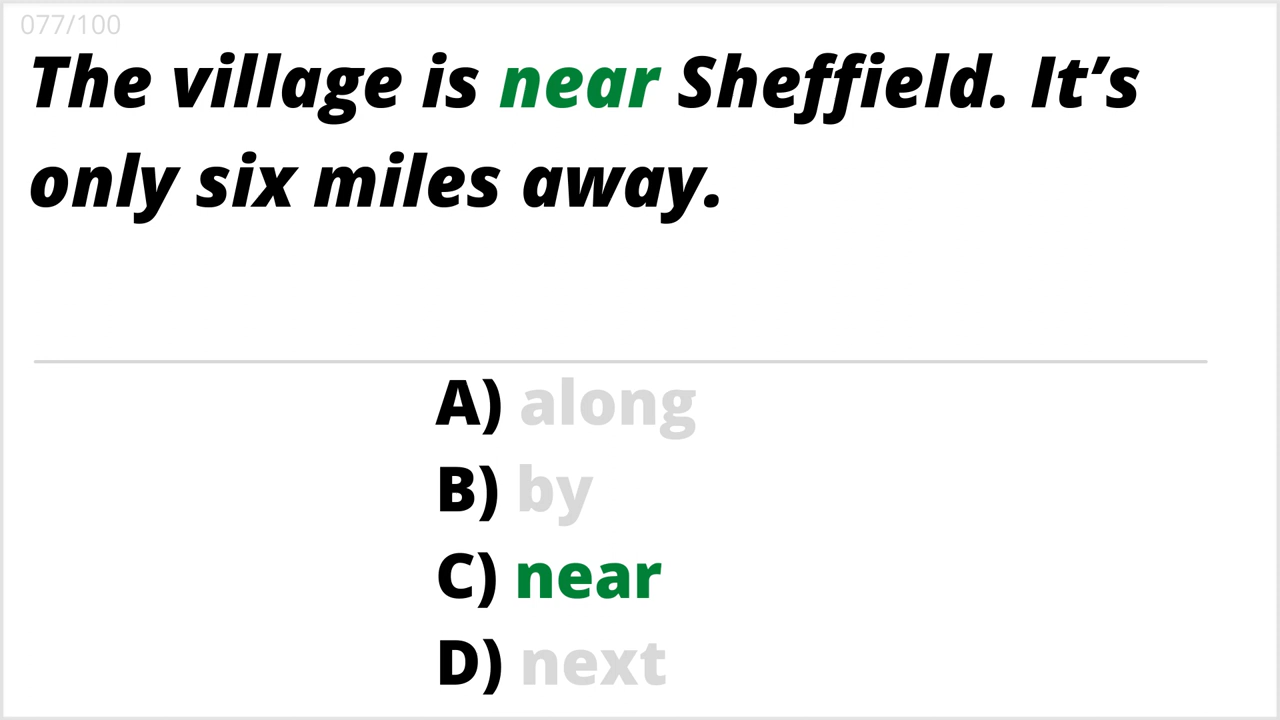 077/100
The village is near Sheffield. It’s
only six miles away.
A) along
B) by
C) near
D) next